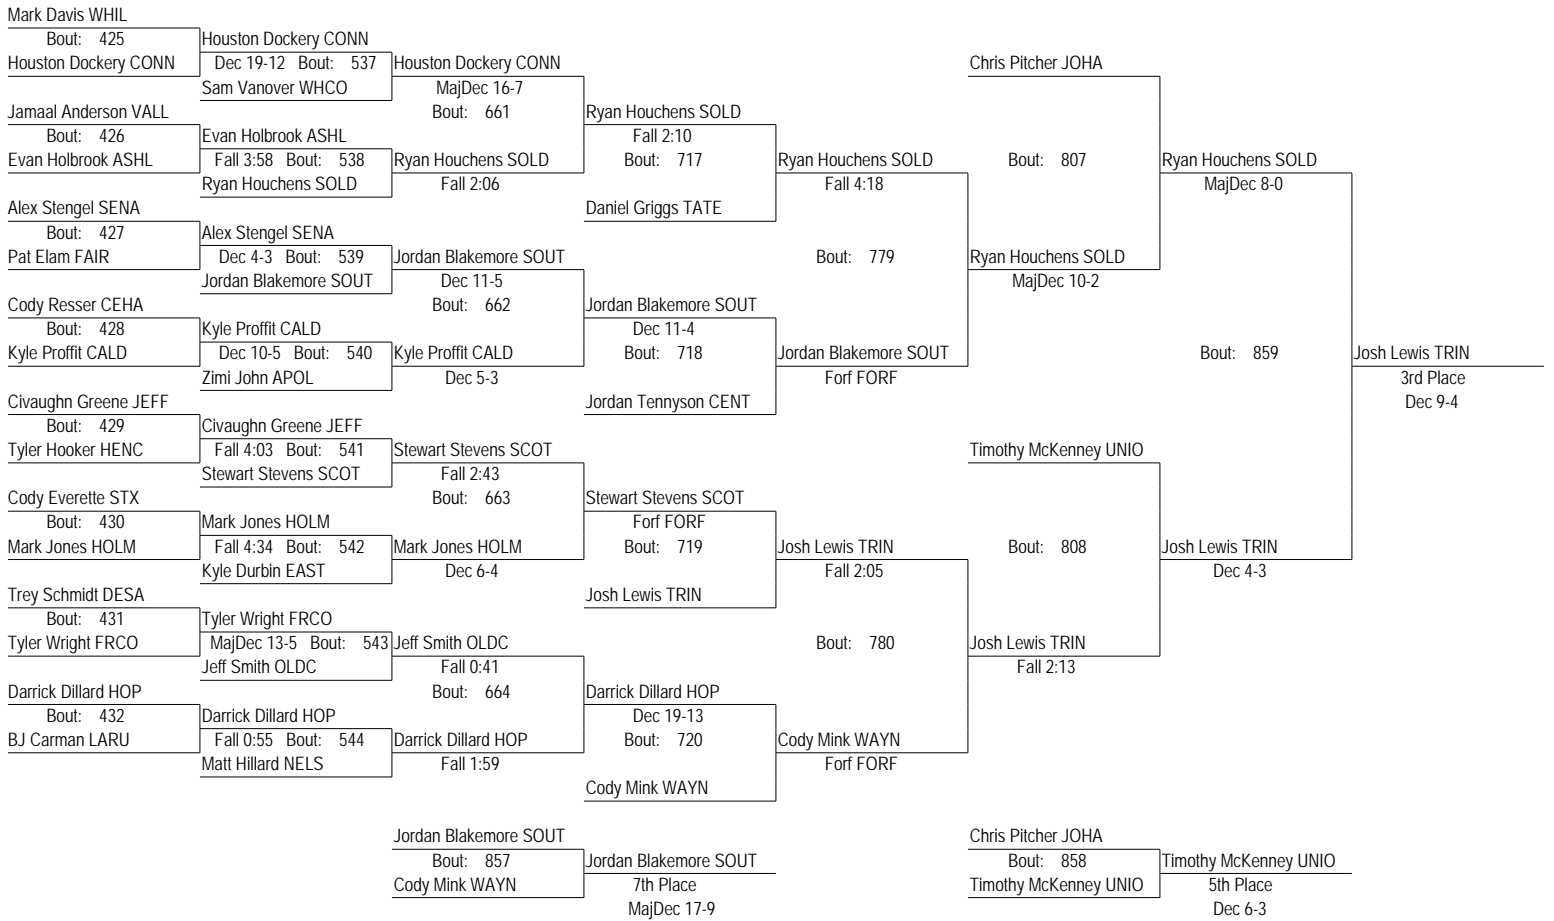 Mark Davis WHIL
Bout: 425
Houston Dockery CONN
Jamaal Anderson VALL
Bout: 426
Evan Holbrook ASHL
Alex Stengel SENA
Bout: 427
Pat Elam FAIR
Cody Resser CEHA
Bout: 428
Kyle Proffit CALD
Civaughn Greene JEFF
Bout: 429
Tyler Hooker HENC
Cody Everette STX
Bout: 430
Mark Jones HOLM
Trey Schmidt DESA
Bout: 431
Tyler Wright FRCO
Darrick Dillard HOP
Bout: 432
BJ Carman LARU
Houston Dockery CONN
Dec 19-12 Bout: 537
Sam Vanover WHCO
Evan Holbrook ASHL
Fall 3:58 Bout: 538
Ryan Houchens SOLD
Alex Stengel SENA
Dec 4-3 Bout: 539
Jordan Blakemore SOUT
Kyle Proffit CALD
Dec 10-5 Bout: 540
Zimi John APOL
Civaughn Greene JEFF
Fall 4:03 Bout: 541
Stewart Stevens SCOT
Mark Jones HOLM
Fall 4:34 Bout: 542
Kyle Durbin EAST
Tyler Wright FRCO
MajDec 13-5 Bout: 543
Jeff Smith OLDC
Darrick Dillard HOP
Fall 0:55 Bout: 544
Matt Hillard NELS
Houston Dockery CONN
MajDec 16-7
Bout: 661
Ryan Houchens SOLD
Fall 2:06
Jordan Blakemore SOUT
Dec 11-5
Bout: 662
Kyle Proffit CALD
Dec 5-3
Stewart Stevens SCOT
Fall 2:43
Bout: 663
Mark Jones HOLM
Dec 6-4
Jeff Smith OLDC
Fall 0:41
Bout: 664
Darrick Dillard HOP
Fall 1:59
Ryan Houchens SOLD
Fall 2:10
Bout: 717
Daniel Griggs TATE
Jordan Blakemore SOUT
Dec 11-4
Bout: 718
Jordan Tennyson CENT
Stewart Stevens SCOT
Forf FORF
Bout: 719
Josh Lewis TRIN
Darrick Dillard HOP
Dec 19-13
Bout: 720
Cody Mink WAYN
Ryan Houchens SOLD
Fall 4:18
Bout: 779
Jordan Blakemore SOUT
Forf FORF
Josh Lewis TRIN
Fall 2:05
Bout: 780
Cody Mink WAYN
Forf FORF
Chris Pitcher JOHA
Bout: 807
Ryan Houchens SOLD
MajDec 10-2
Timothy McKenney UNIO
Bout: 808
Josh Lewis TRIN
Fall 2:13
Ryan Houchens SOLD
MajDec 8-0
Bout: 859
Josh Lewis TRIN
Dec 4-3
Josh Lewis TRIN
3rd Place
Dec 9-4
Jordan Blakemore SOUT
Bout: 857
Cody Mink WAYN
Jordan Blakemore SOUT
7th Place
MajDec 17-9
Chris Pitcher JOHA
Bout: 858
Timothy McKenney UNIO
Timothy McKenney UNIO
5th Place
Dec 6-3